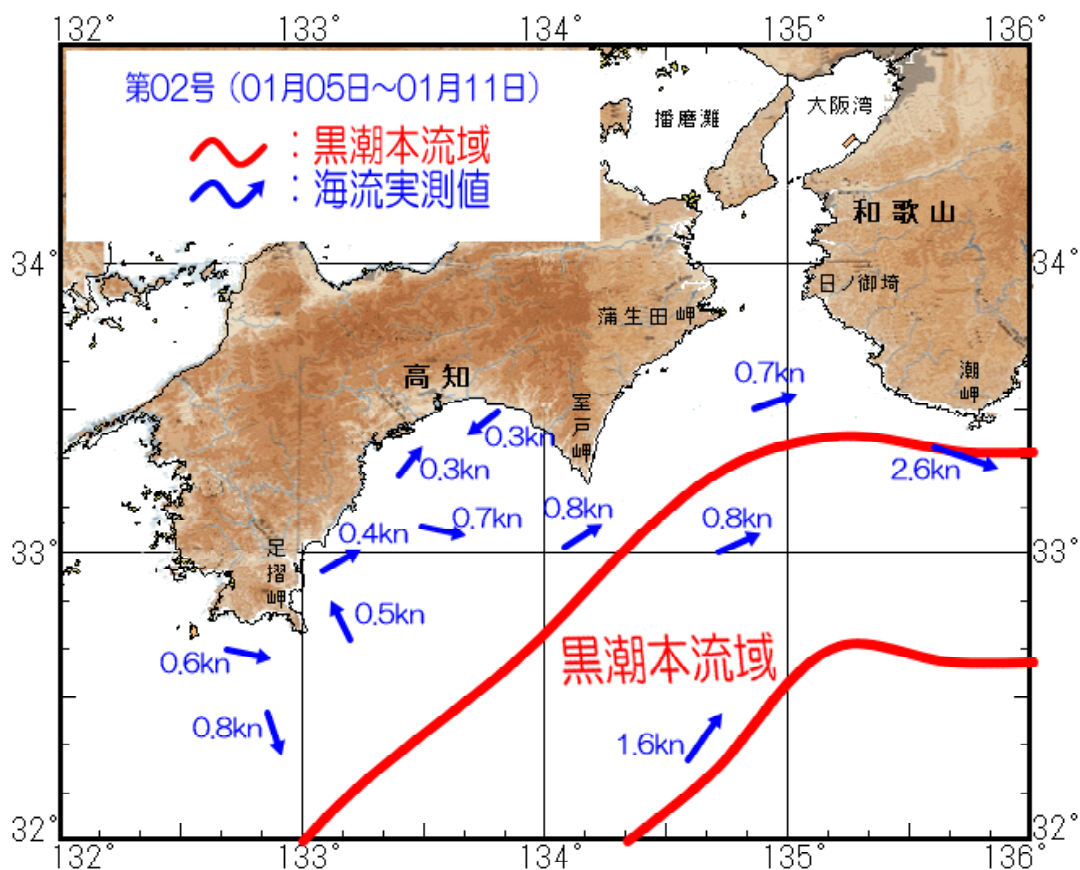 132° 133° 134° 135° 136°
第02号（01月05日～01月11日）
：黒潮本流域
：海流実測値
播磨灘
大阪湾
和歌山
34° 34°
日ノ御埼
蒲生田岬
潮岬
高知
室戸岬
0.7kn
0.3kn
0.3kn
2.6kn
0.8kn
0.7kn
0.8kn
0.4kn
33° 33°
足摺岬
0.5kn
黒潮本流域
0.6kn
0.8kn
1.6kn
32° 32°
132° 133° 134° 135° 136°